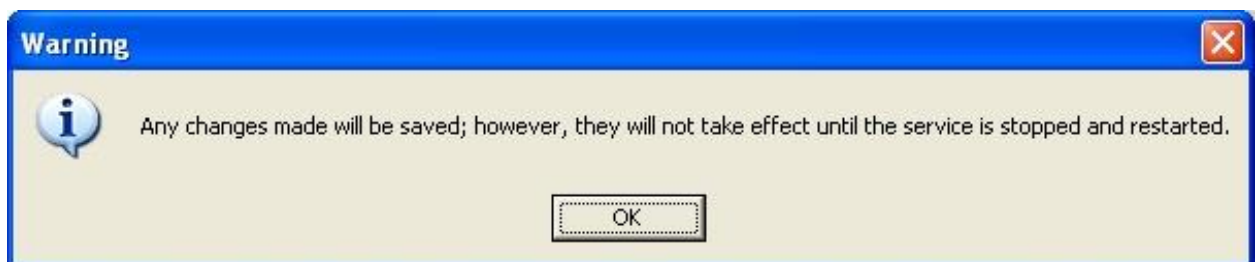 Warning
Any changes made will be saved; however, they will not take effect until the service is stopped and restarted.
OK